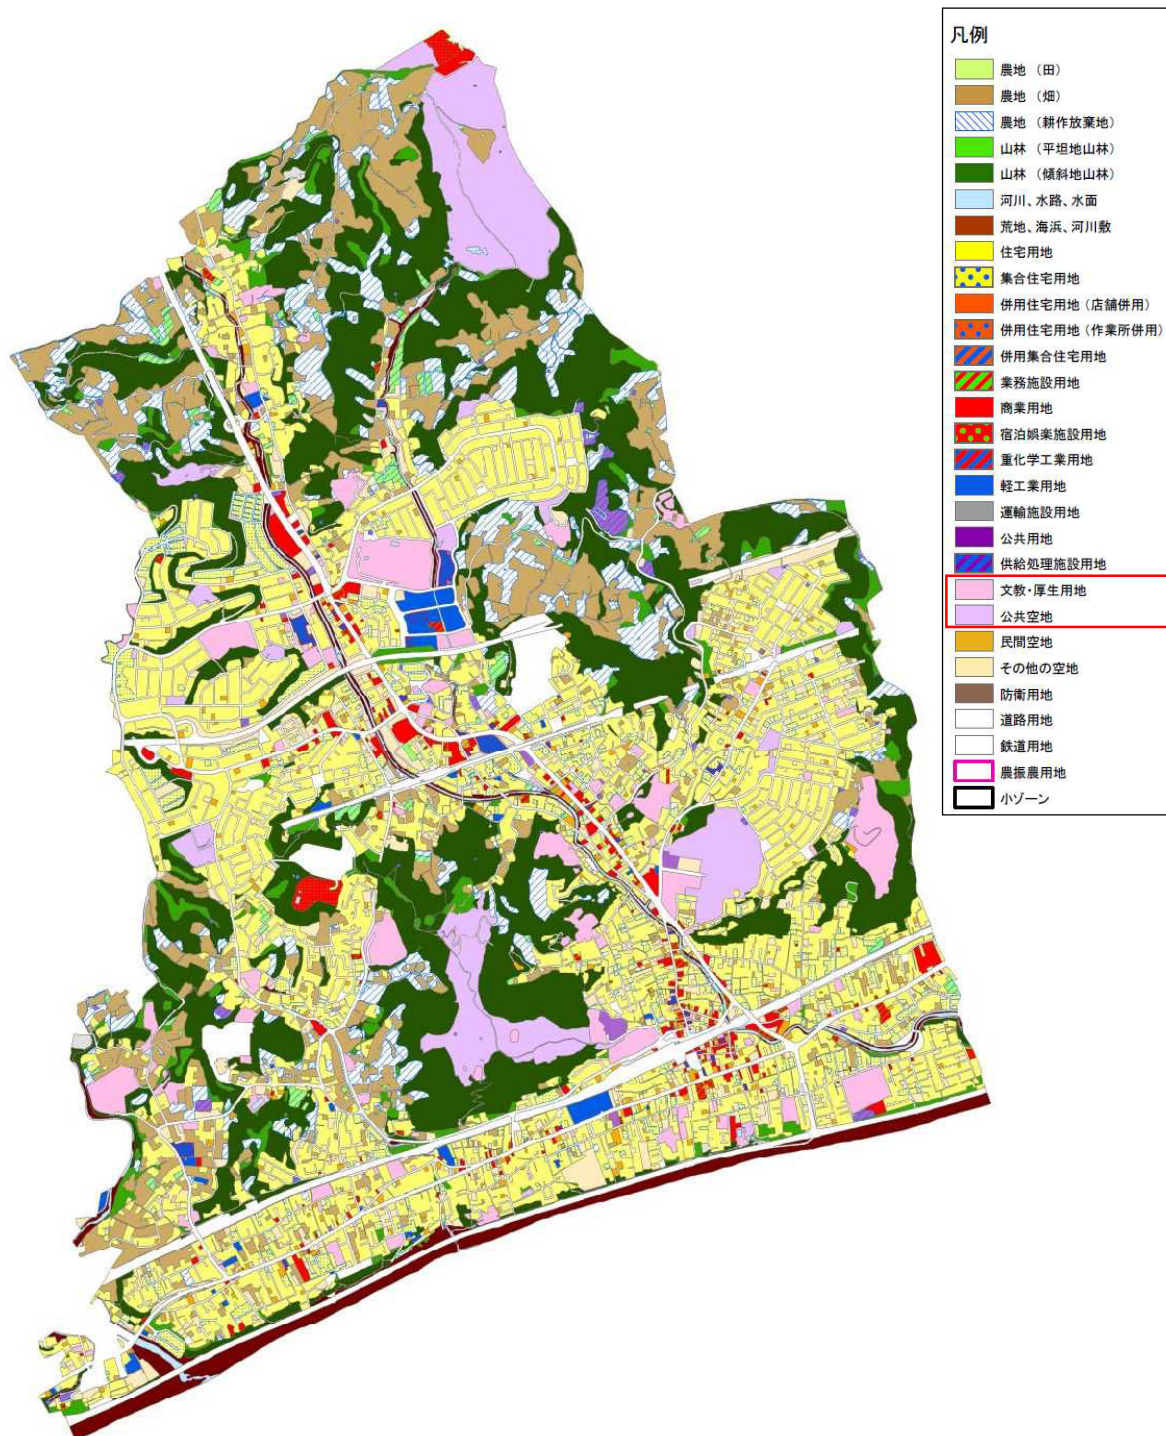 凡例
農地 （田）
農地 （畑）
農地 （耕作放棄地）
山林 （平坦地山林）
山林 （傾斜地山林）
河川、水路、水面
荒地、海浜、河川敷
住宅用地
集合住宅用地
併用住宅用地（店舗併用）
併用住宅用地（作業所併用）
併用集合住宅用地
業務施設用地
商業用地
宿泊娯楽施設用地
重化学工業用地
軽工業用地
運輸施設用地
公共用地
供給処理施設用地
文教・厚生用地
公共空地
民間空地
その他の空地
防衛用地
道路用地
鉄道用地
農振農用地
小ゾーン